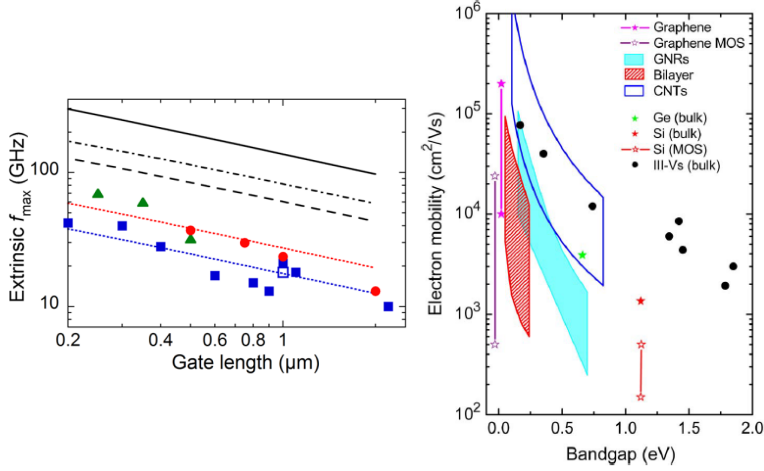 Extrinsic fmax (GHz)
100
10
0.2
0.4
0.6
0.8
1
2
Gate length (μm)
Electron mobility (cm²/Vs)
10⁶
10⁵
10⁴
10³
10²
Graphene
Graphene MOS
GNRs
Bilayer
CNTs
Ge (bulk)
Si (bulk)
Si (MOS)
III-Vs (bulk)
0.0
0.5
1.0
1.5
2.0
Bandgap (eV)